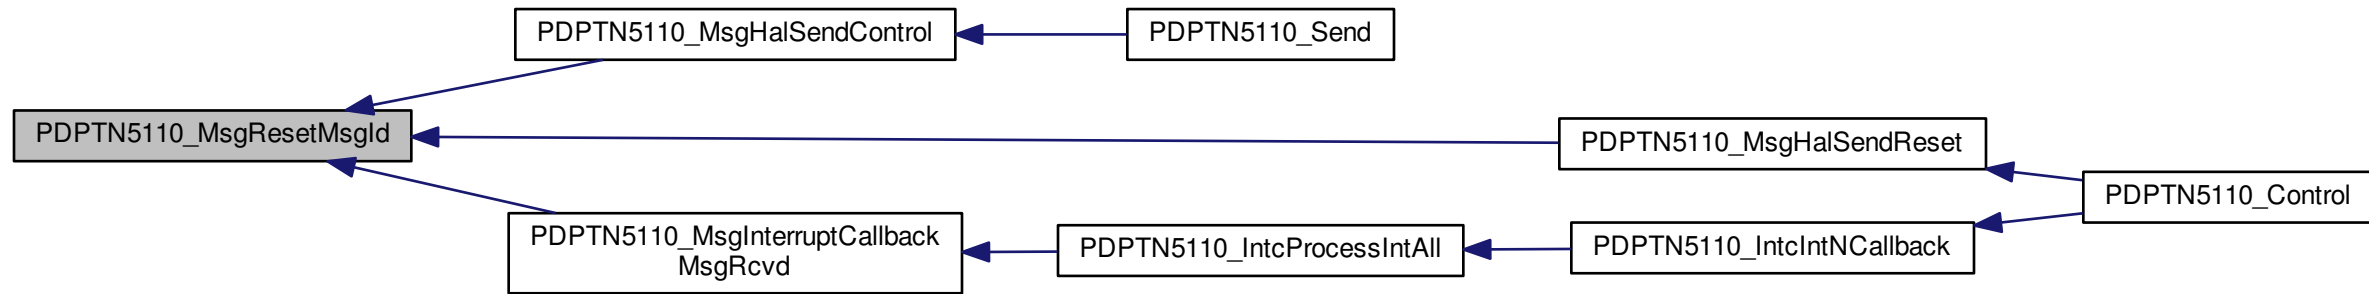 PDPTN5110_MsgHalSendControl
PDPTN5110_Send
PDPTN5110_MsgResetMsgId
PDPTN5110_MsgHalSendReset
PDPTN5110_Control
PDPTN5110_MsgInterruptCallback
MsgRcvd
PDPTN5110_IntcProcessIntAll
PDPTN5110_IntcIntNCallback